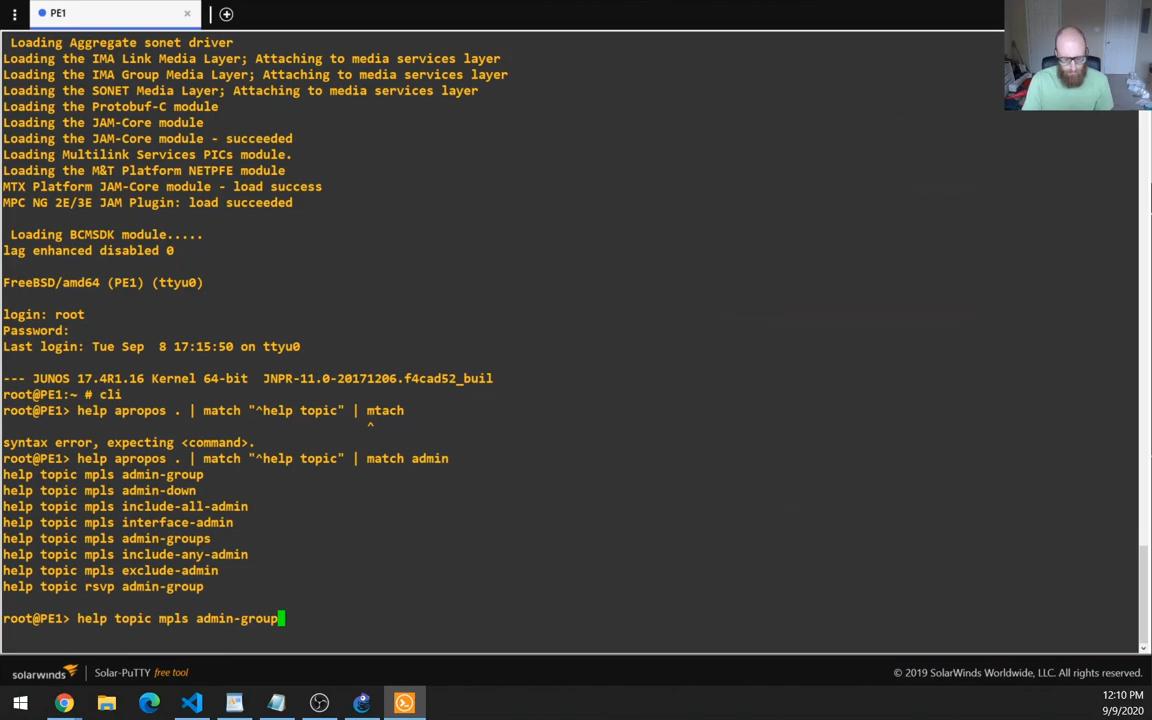 PE1
Loading Aggregate sonet driver
Loading the IMA Link Media Layer; Attaching to media services layer
Loading the IMA Group Media Layer; Attaching to media services layer
Loading the SONET Media Layer; Attaching to media services layer
Loading the Protobuf-C module
Loading the JAM-Core module
Loading the JAM-Core module - succeeded
Loading Multilink Services PICs module.
Loading the M&T Platform NETPFE module
MTX Platform JAM-Core module - load success
MPC NG 2E/3E JAM Plugin: load succeeded
Loading BCMSDK module.....
lag enhanced disabled 0
FreeBSD/amd64 (PE1) (ttyu0)
login: root
Password:
Last login: Tue Sep  8 17:15:50 on ttyu0
--- JUNOS 17.4R1.16 Kernel 64-bit  JNPR-11.0-20171206.f4cad52_buil
root@PE1:~ # cli
root@PE1> help apropos . | match "^help topic" | mtach
^
syntax error, expecting <command>.
root@PE1> help apropos . | match "^help topic" | match admin
help topic mpls admin-group
help topic mpls admin-down
help topic mpls include-all-admin
help topic mpls interface-admin
help topic mpls admin-groups
help topic mpls include-any-admin
help topic mpls exclude-admin
help topic rsvp admin-group
root@PE1> help topic mpls admin-group
solarwinds Solar-PuTTY free tool © 2019 SolarWinds Worldwide, LLC. All rights reserved.
12:10 PM
9/9/2020